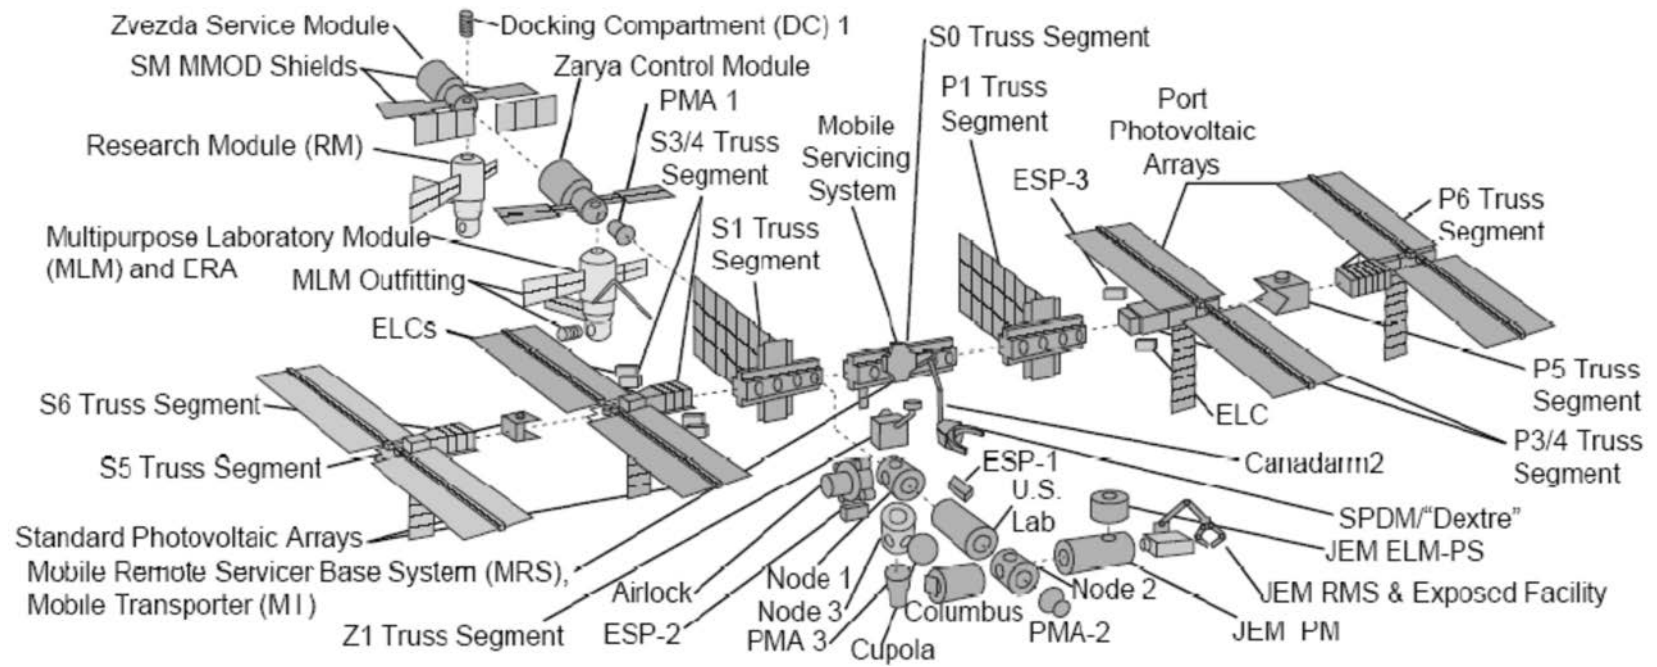 Zvezda Service Module
Docking Compartment (DC) 1
S0 Truss Segment
SM MMOD Shields
Zarya Control Module
PMA 1
P1 Truss
Segment
Port
Photovoltaic
Arrays
Mobile
Servicing
System
Research Module (RM)
S3/4 Truss
Segment
ESP-3
P6 Truss
Segment
S1 Truss
Segment
Multipurpose Laboratory Module
(MLM) and ERA
MLM Outfitting
ELCs
P5 Truss
Segment
S6 Truss Segment
ELC
P3/4 Truss
Segment
S5 Truss Segment
Canadarm2
ESP-1
U.S.
Lab
SPDM/“Dextre”
Standard Photovoltaic Arrays
JEM ELM-PS
Mobile Remote Servicer Base System (MRS),
Mobile Transporter (MT)
Airlock
Node 1
Node 2
JEM RMS & Exposed Facility
Node 3
Columbus
Z1 Truss Segment
ESP-2
PMA 3
PMA-2
JEM PM
Cupola